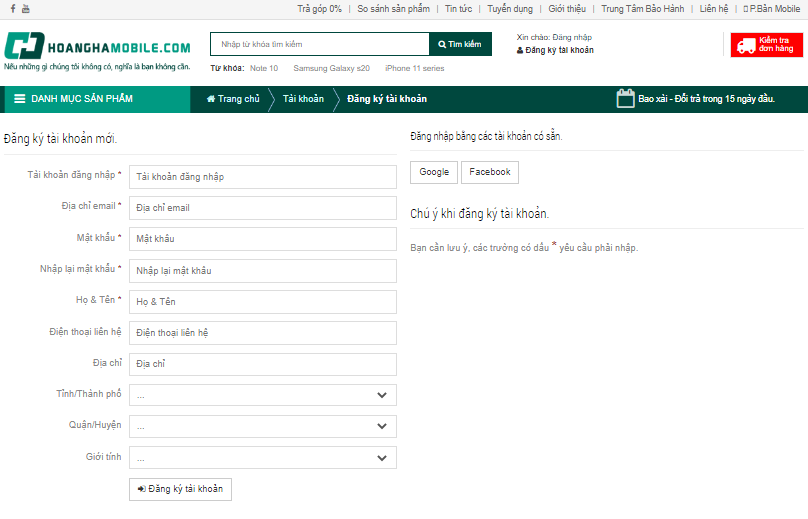 Trả góp 0% | So sánh sản phẩm | Tin tức | Tuyển dụng | Giới thiệu | Trung Tâm Bảo Hành | Liên hệ | P.Bản Mobile
HOANGHAMOBILE.COM
Nếu những gì chúng tôi không có, nghĩa là bạn không cần.
Nhập từ khóa tìm kiếm
Tìm kiếm
Từ khóa: Note 10 Samsung Galaxy s20 iPhone 11 series
Xin chào: Đăng nhập
Đăng ký tài khoản
Kiểm tra
đơn hàng
DANH MỤC SẢN PHẨM
Trang chủ
Tài khoản
Đăng ký tài khoản
Bao xài - Đổi trả trong 15 ngày đầu.
Đăng ký tài khoản mới.
Tài khoản đăng nhập * Tài khoản đăng nhập
Địa chỉ email * Địa chỉ email
Mật khẩu * Mật khẩu
Nhập lại mật khẩu * Nhập lại mật khẩu
Họ & Tên * Họ & Tên
Điện thoại liên hệ Điện thoại liên hệ
Địa chỉ Địa chỉ
Tỉnh/Thành phố ...
Quận/Huyện ...
Giới tính ...
Đăng ký tài khoản
Đăng nhập bằng các tài khoản có sẵn.
Google Facebook
Chú ý khi đăng ký tài khoản.
Bạn cần lưu ý, các trường có dấu * yêu cầu phải nhập.